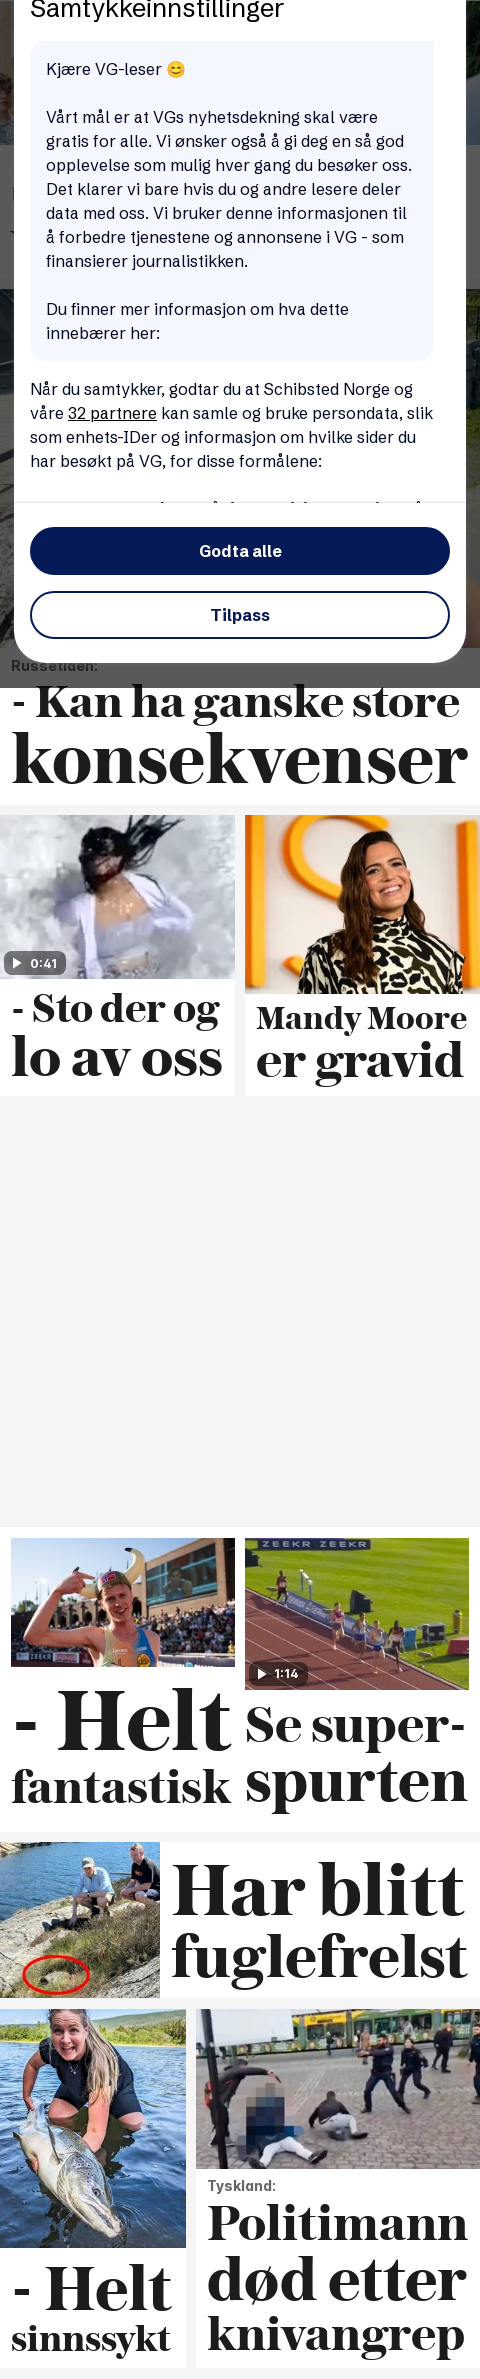 Samtykkeinnstillinger
Kjære VG-leser 😊
Vårt mål er at VGs nyhetsdekning skal være
gratis for alle. Vi ønsker også å gi deg en så god
opplevelse som mulig hver gang du besøker oss.
Det klarer vi bare hvis du og andre lesere deler
data med oss. Vi bruker denne informasjonen til
å forbedre tjenestene og annonsene i VG - som
finansierer journalistikken.
Du finner mer informasjon om hva dette
innebærer her:
Når du samtykker, godtar du at Schibsted Norge og
våre 32 partnere kan samle og bruke persondata, slik
som enhets-IDer og informasjon om hvilke sider du
har besøkt på VG, for disse formålene:
Godta alle
Tilpass
Russetiden:
- Kan ha ganske store
konsekvenser
0:41
- Sto der og
lo av oss
Mandy Moore
er gravid
ZEEKR
- Helt
fantastisk
ZEEKR ZEEKR
1:14
Se super-
spurten
Har blitt
fuglefrelst
- Helt
sinnssykt
Tyskland:
Politimann
død etter
knivangrep